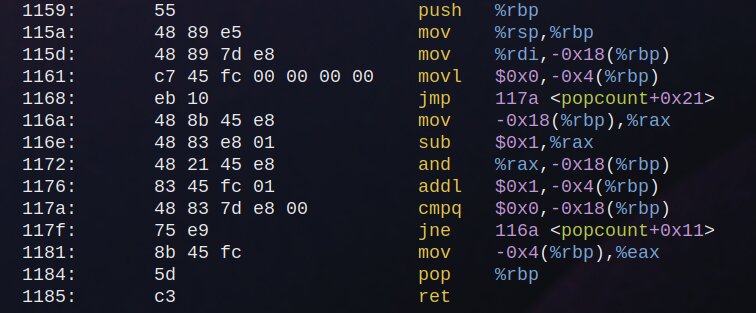 1159: 55 push %rbp
115a: 48 89 e5 mov %rsp,%rbp
115d: 48 89 7d e8 mov %rdi,-0x18(%rbp)
1161: c7 45 fc 00 00 00 00 movl $0x0,-0x4(%rbp)
1168: eb 10 jmp 117a <popcount+0x21>
116a: 48 8b 45 e8 mov -0x18(%rbp),%rax
116e: 48 83 e8 01 sub $0x1,%rax
1172: 48 21 45 e8 and %rax,-0x18(%rbp)
1176: 83 45 fc 01 addl $0x1,-0x4(%rbp)
117a: 48 83 7d e8 00 cmpq $0x0,-0x18(%rbp)
117f: 75 e9 jne 116a <popcount+0x11>
1181: 8b 45 fc mov -0x4(%rbp),%eax
1184: 5d pop %rbp
1185: c3 ret